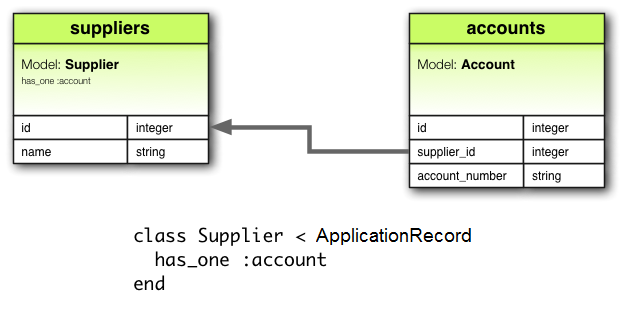 suppliers
Model: Supplier
has_one :account
id integer
name string
accounts
Model: Account
id integer
supplier_id integer
account_number string
class Supplier < ApplicationRecord
  has_one :account
end